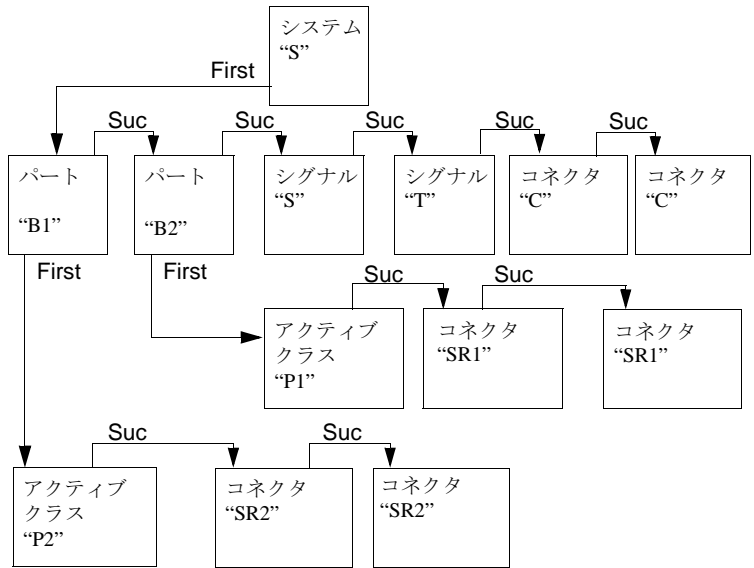 システム
“S”
First
Suc
Suc
Suc
Suc
Suc
パート
“B1”
パート
“B2”
シグナル
“S”
シグナル
“T”
コネクタ
“C”
コネクタ
“C”
First
First
Suc
Suc
アクティブ
クラス
“P1”
コネクタ
“SR1”
コネクタ
“SR1”
Suc
Suc
アクティブ
クラス
“P2”
コネクタ
“SR2”
コネクタ
“SR2”